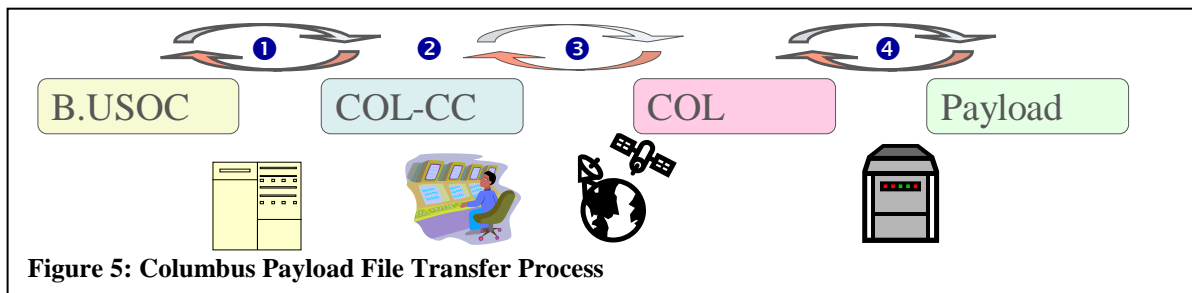 ❶ ❷ ❸ ❹
B.USOC COL-CC COL Payload
Figure 5: Columbus Payload File Transfer Process